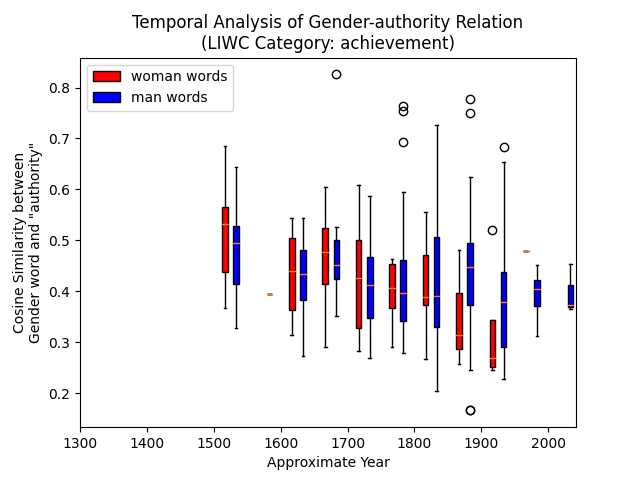 Temporal Analysis of Gender-authority Relation
(LIWC Category: achievement)
woman words
man words
Cosine Similarity between
Gender word and "authority"
0.8
0.7
0.6
0.5
0.4
0.3
0.2
1300 1400 1500 1600 1700 1800 1900 2000
Approximate Year